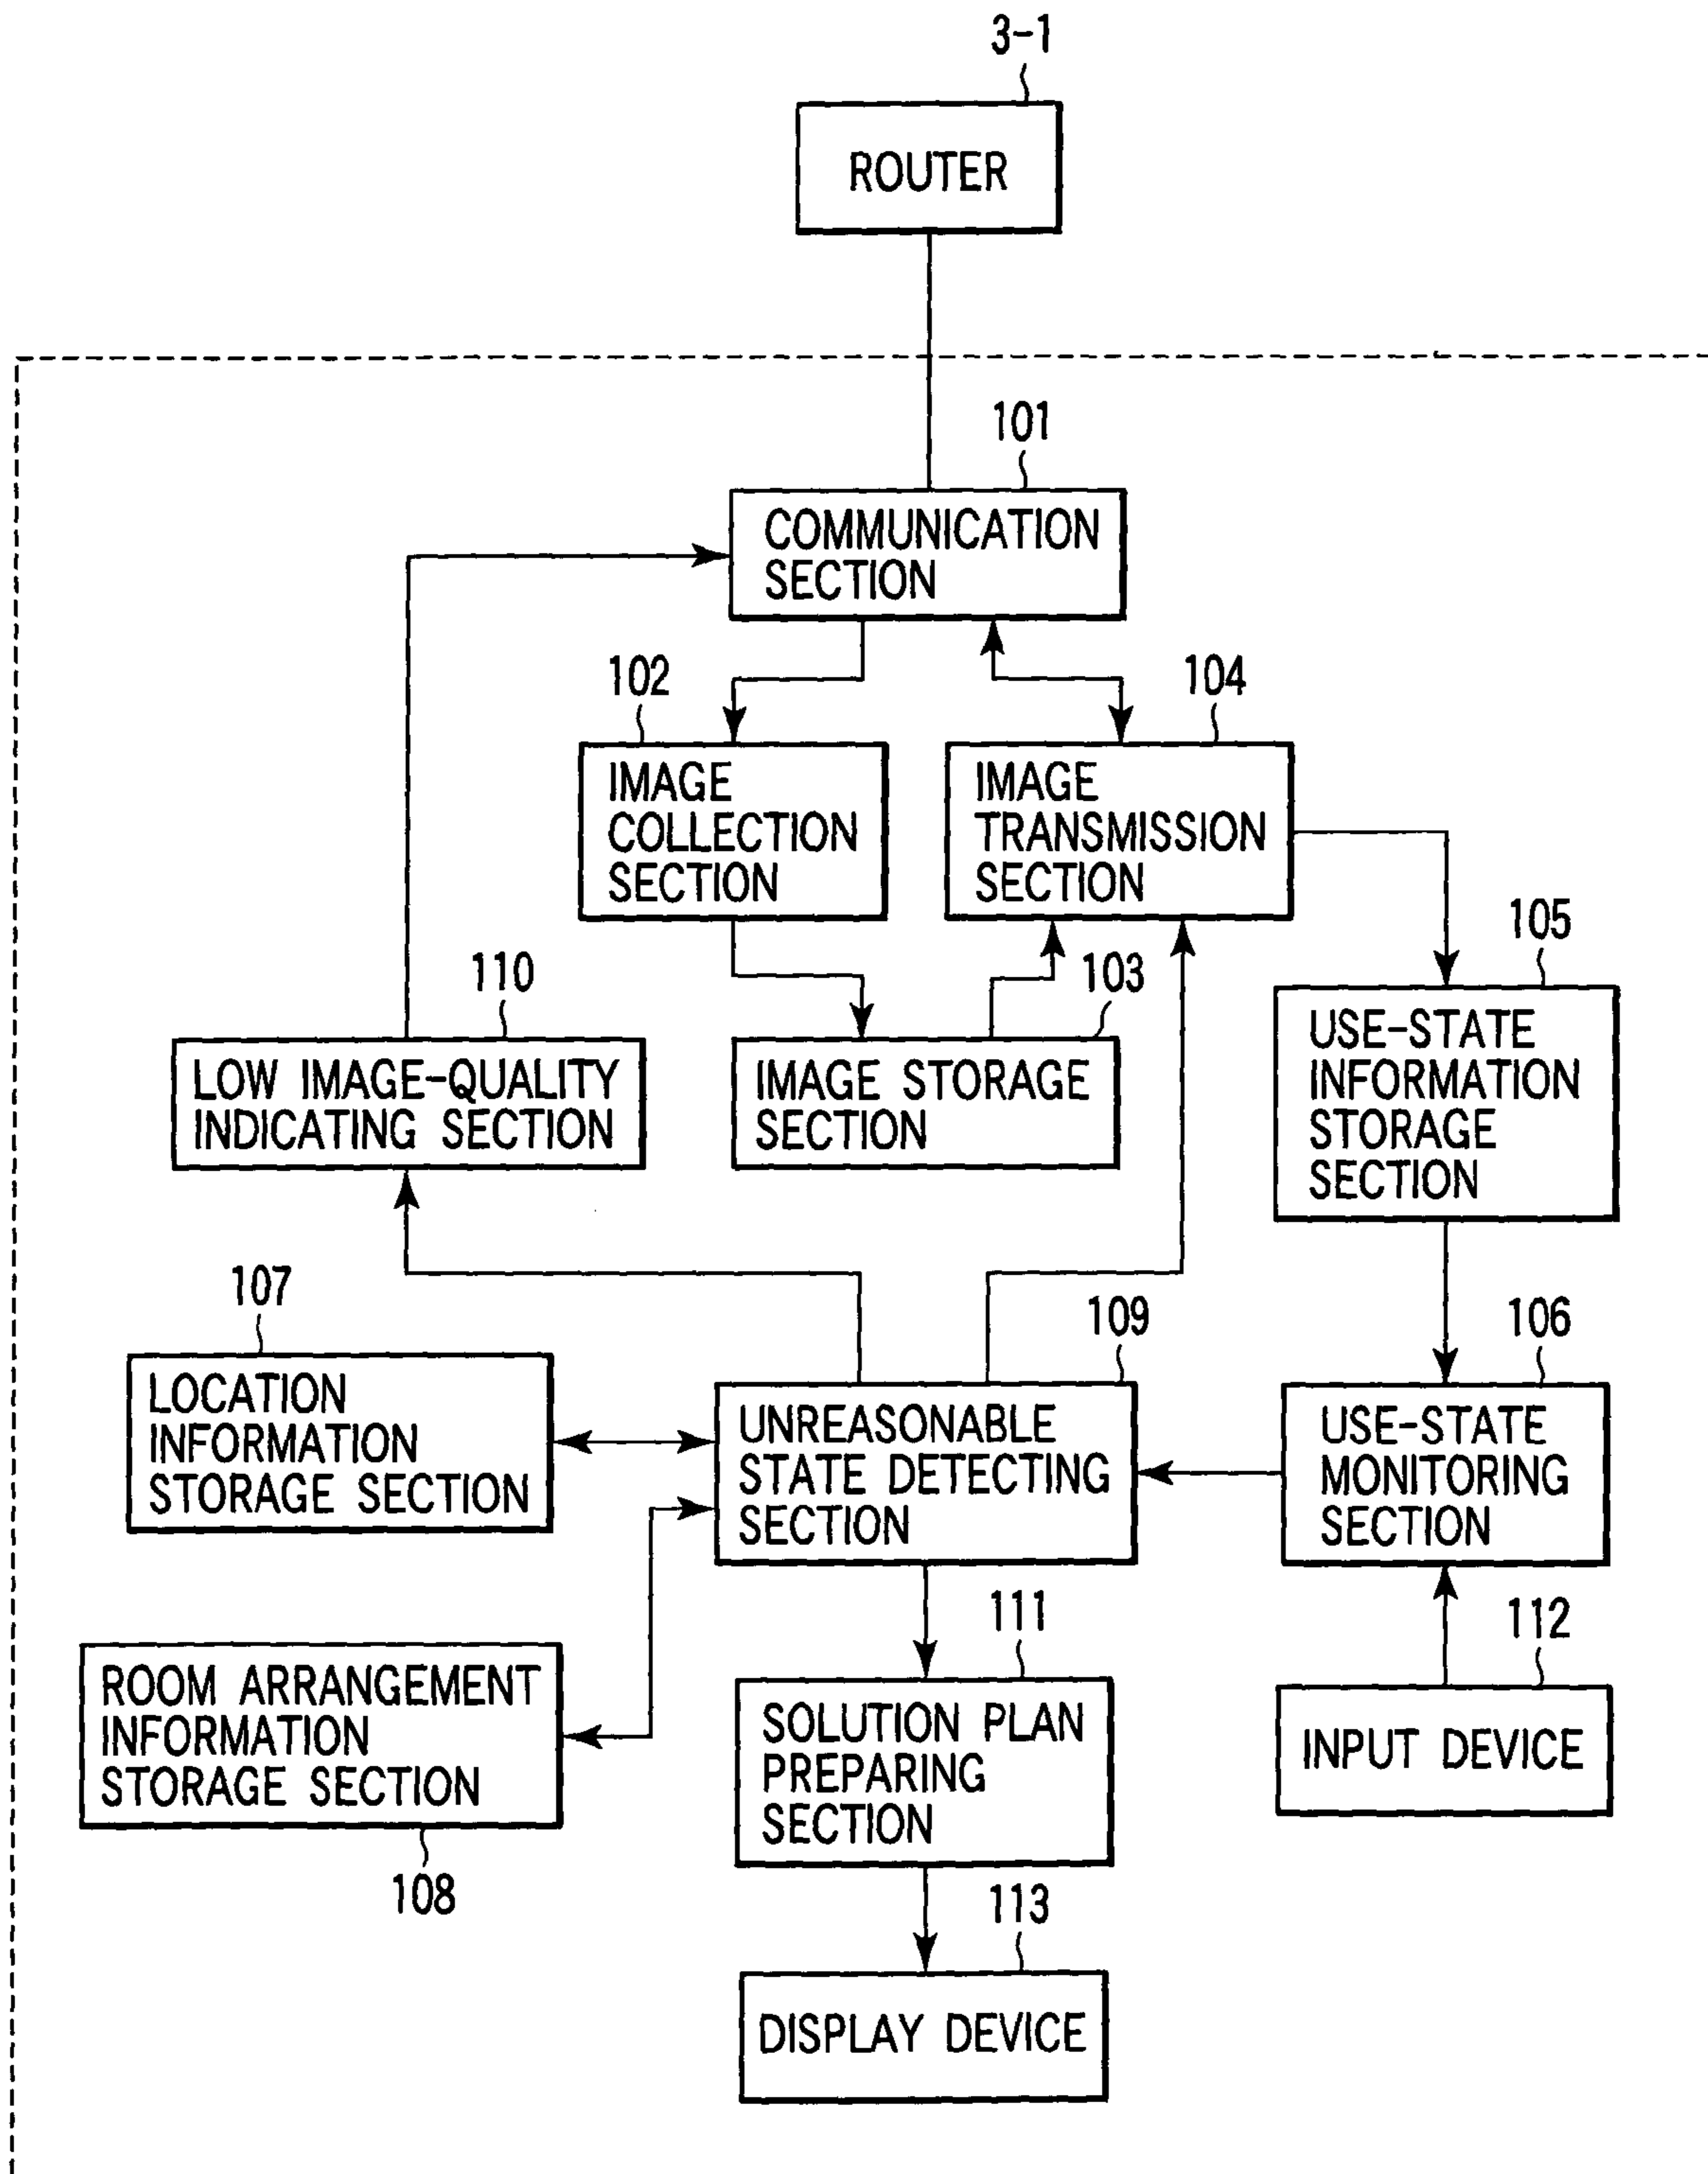 3-1
ROUTER
101
COMMUNICATION
SECTION
102
IMAGE
COLLECTION
SECTION
104
IMAGE
TRANSMISSION
SECTION
105
USE-STATE
INFORMATION
STORAGE
SECTION
110
LOW IMAGE-QUALITY
INDICATING SECTION
103
IMAGE STORAGE
SECTION
107
LOCATION
INFORMATION
STORAGE SECTION
109
UNREASONABLE
STATE DETECTING
SECTION
106
USE-STATE
MONITORING
SECTION
ROOM ARRANGEMENT
INFORMATION
STORAGE SECTION
108
111
SOLUTION PLAN
PREPARING
SECTION
112
INPUT DEVICE
113
DISPLAY DEVICE